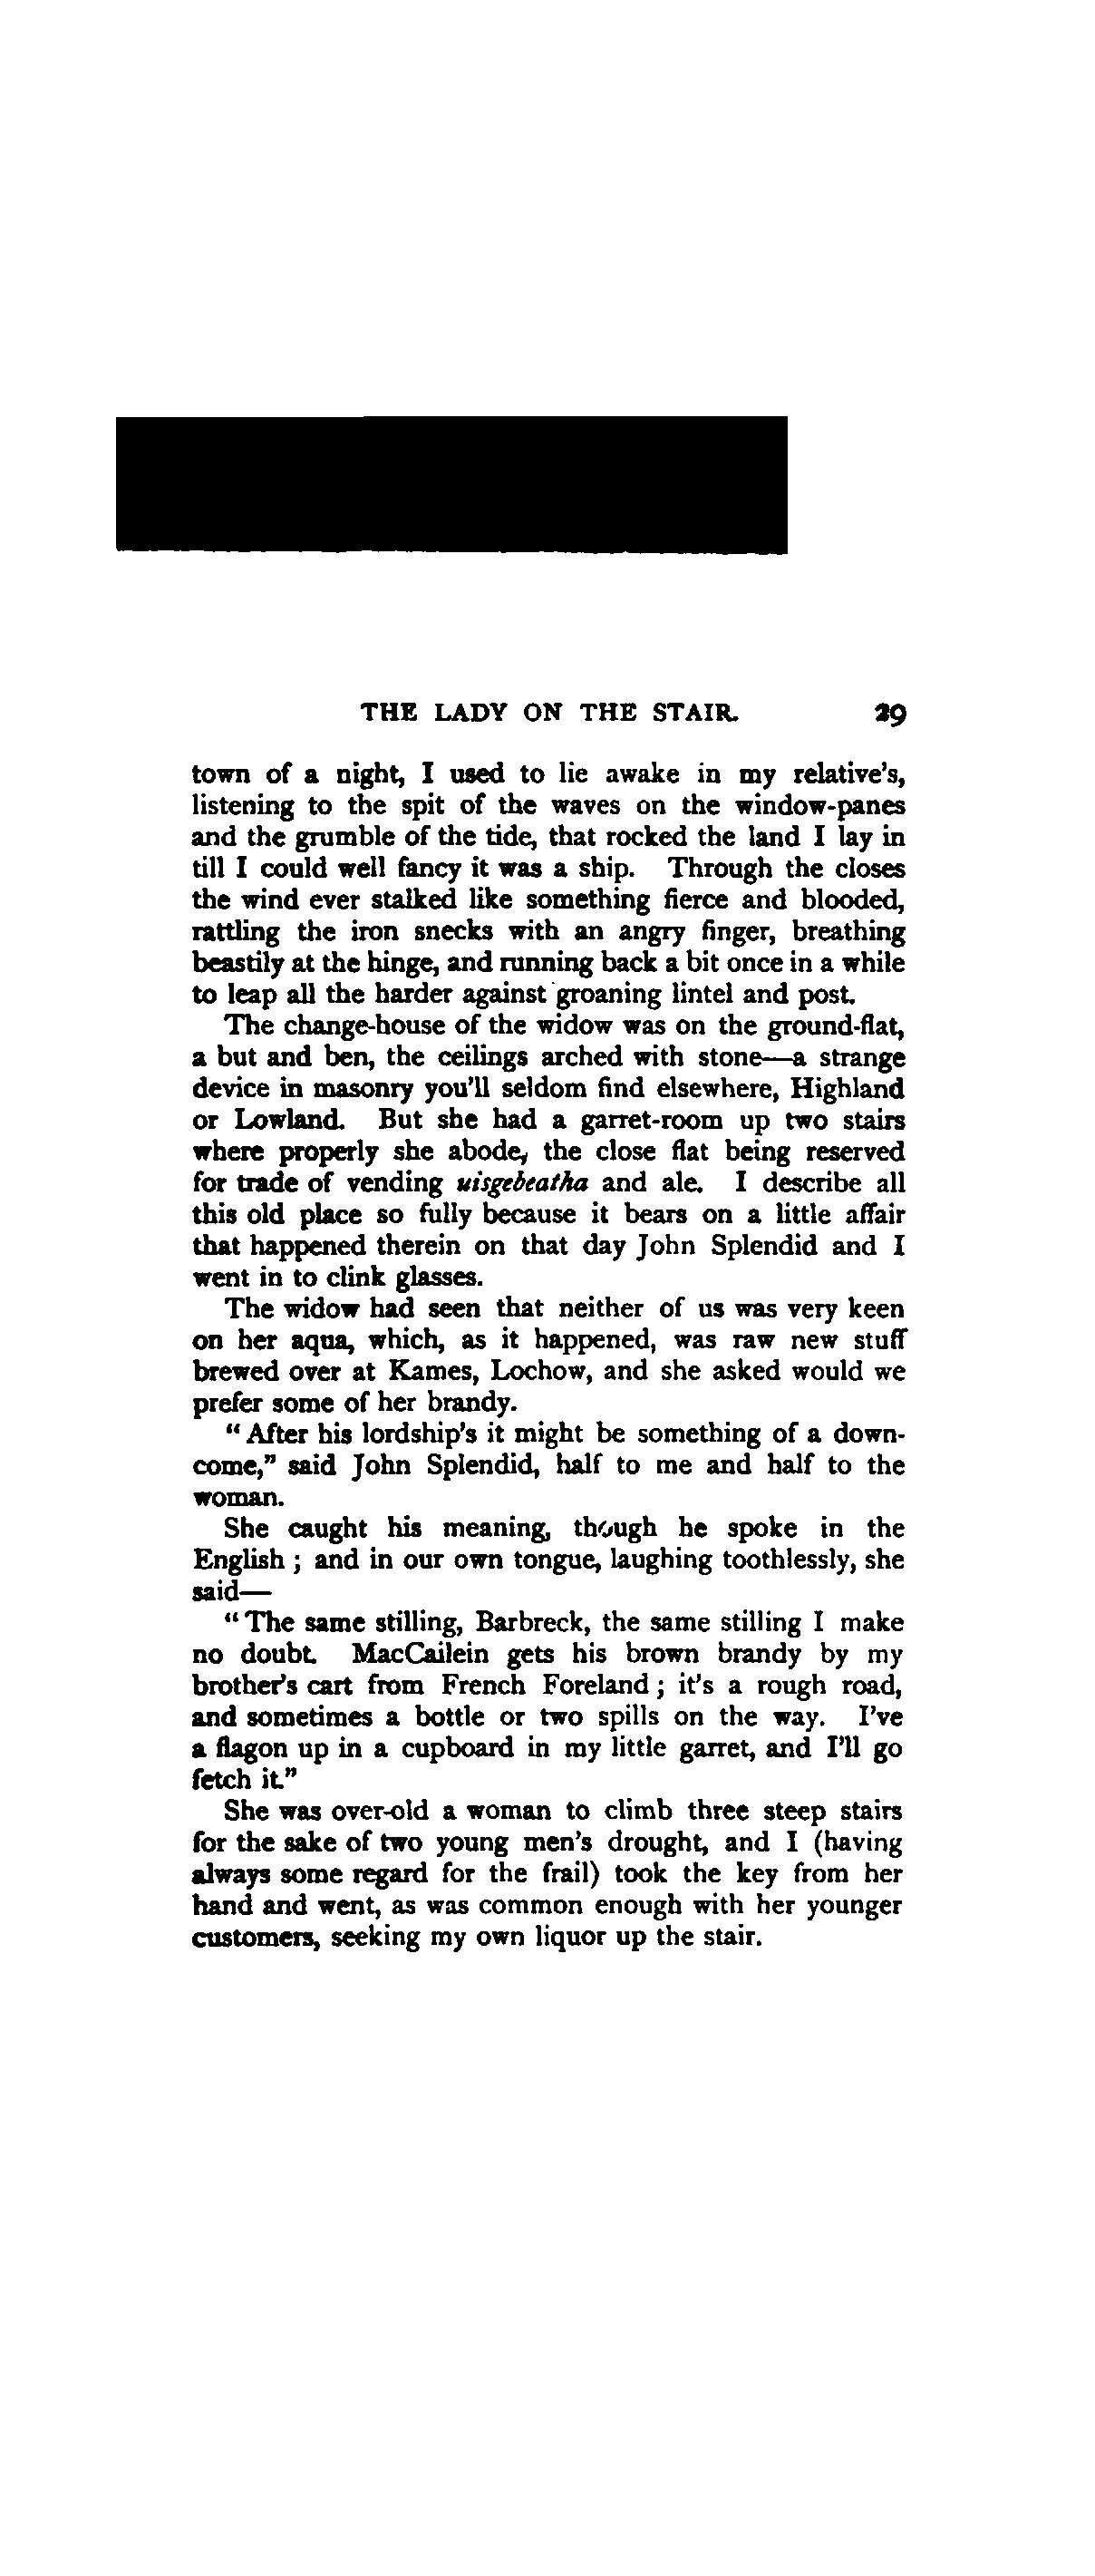 THE LADY ON THE STAIR. 29
town of a night, I used to lie awake in my relative's,
listening to the spit of the waves on the window-panes
and the grumble of the tide, that rocked the land I lay in
till I could well fancy it was a ship. Through the closes
the wind ever stalked like something fierce and blooded,
rattling the iron snecks with an angry finger, breathing
beastily at the hinge, and running back a bit once in a while
to leap all the harder against groaning lintel and post.
The change-house of the widow was on the ground-flat,
a but and ben, the ceilings arched with stone—a strange
device in masonry you'll seldom find elsewhere, Highland
or Lowland. But she had a garret-room up two stairs
where properly she abode, the close flat being reserved
for trade of vending uisgebeatha and ale. I describe all
this old place so fully because it bears on a little affair
that happened therein on that day John Splendid and I
went in to clink glasses.
The widow had seen that neither of us was very keen
on her aqua, which, as it happened, was raw new stuff
brewed over at Kames, Lochow, and she asked would we
prefer some of her brandy.
"After his lordship's it might be something of a down-
come," said John Splendid, half to me and half to the
woman.
She caught his meaning, though he spoke in the
English ; and in our own tongue, laughing toothlessly, she
said—
"The same stilling, Barbreck, the same stilling I make
no doubt. MacCailein gets his brown brandy by my
brother's cart from French Foreland ; it's a rough road,
and sometimes a bottle or two spills on the way. I've
a flagon up in a cupboard in my little garret, and I'll go
fetch it."
She was over-old a woman to climb three steep stairs
for the sake of two young men's drought, and I (having
always some regard for the frail) took the key from her
hand and went, as was common enough with her younger
customers, seeking my own liquor up the stair.